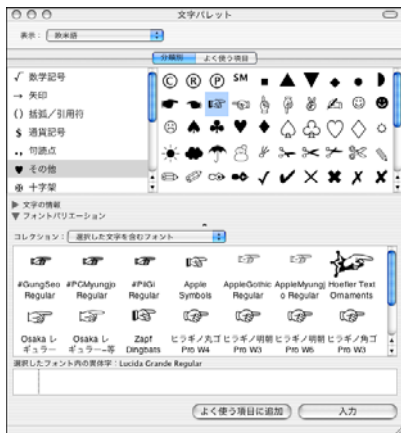 文字パレット
表示： 欧米語
分類別 よく使う項目
√ 数学記号
→ 矢印
() 括弧／引用符
$ 通貨記号
., 句読点
♥ その他
十字架
© ® ℗ SM ■ ▲ ▼ ◆ ● ◗
▶ 文字の情報
▼ フォントバリエーション
コレクション： 選択した文字を含むフォント
#GungSeo Regular
#PCMyungjo Regular
#PilGi Regular
Apple Symbols
AppleGothic Regular
AppleMyungjo Regular
Hoefler Text Ornaments
Osaka レギュラー
Osaka レギュラー-等
Zapf Dingbats
ヒラギノ丸ゴ Pro W4
ヒラギノ明朝 Pro W3
ヒラギノ明朝 Pro W6
ヒラギノ角ゴ Pro W3
選択したフォント内の異体字：Lucida Grande Regular
よく使う項目に追加 入力